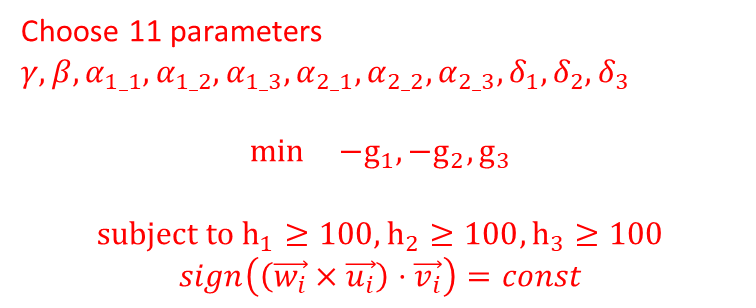 Choose 11 parameters
γ, β, α₁_₁, α₁_₂, α₁_₃, α₂_₁, α₂_₂, α₂_₃, δ₁, δ₂, δ₃
min −g₁, −g₂, g₃
subject to h₁ ≥ 100, h₂ ≥ 100, h₃ ≥ 100
sign((w⃗ᵢ × u⃗ᵢ) · v⃗ᵢ) = const